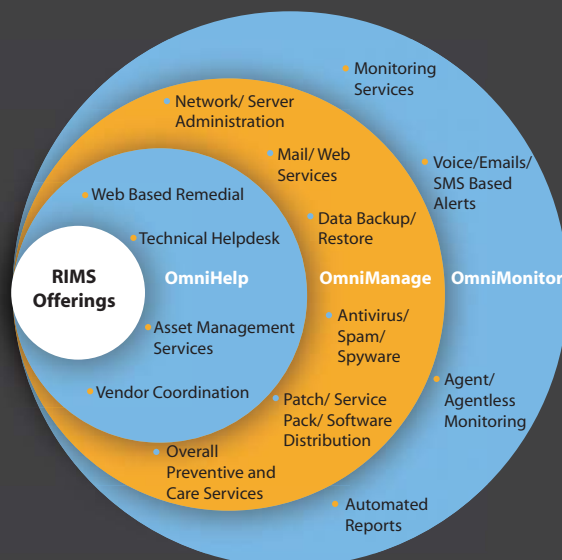 RIMS
Offerings
OmniHelp
• Web Based Remedial
• Technical Helpdesk
• Asset Management
Services
• Vendor Coordination
OmniManage
• Network/ Server
Administration
• Mail/ Web
Services
• Data Backup/
Restore
• Antivirus/
Spam/
Spyware
• Patch/ Service
Pack/ Software
Distribution
• Overall
Preventive and
Care Services
OmniMonitor
• Monitoring
Services
• Voice/Emails/
SMS Based
Alerts
• Agent/
Agentless
Monitoring
• Automated
Reports